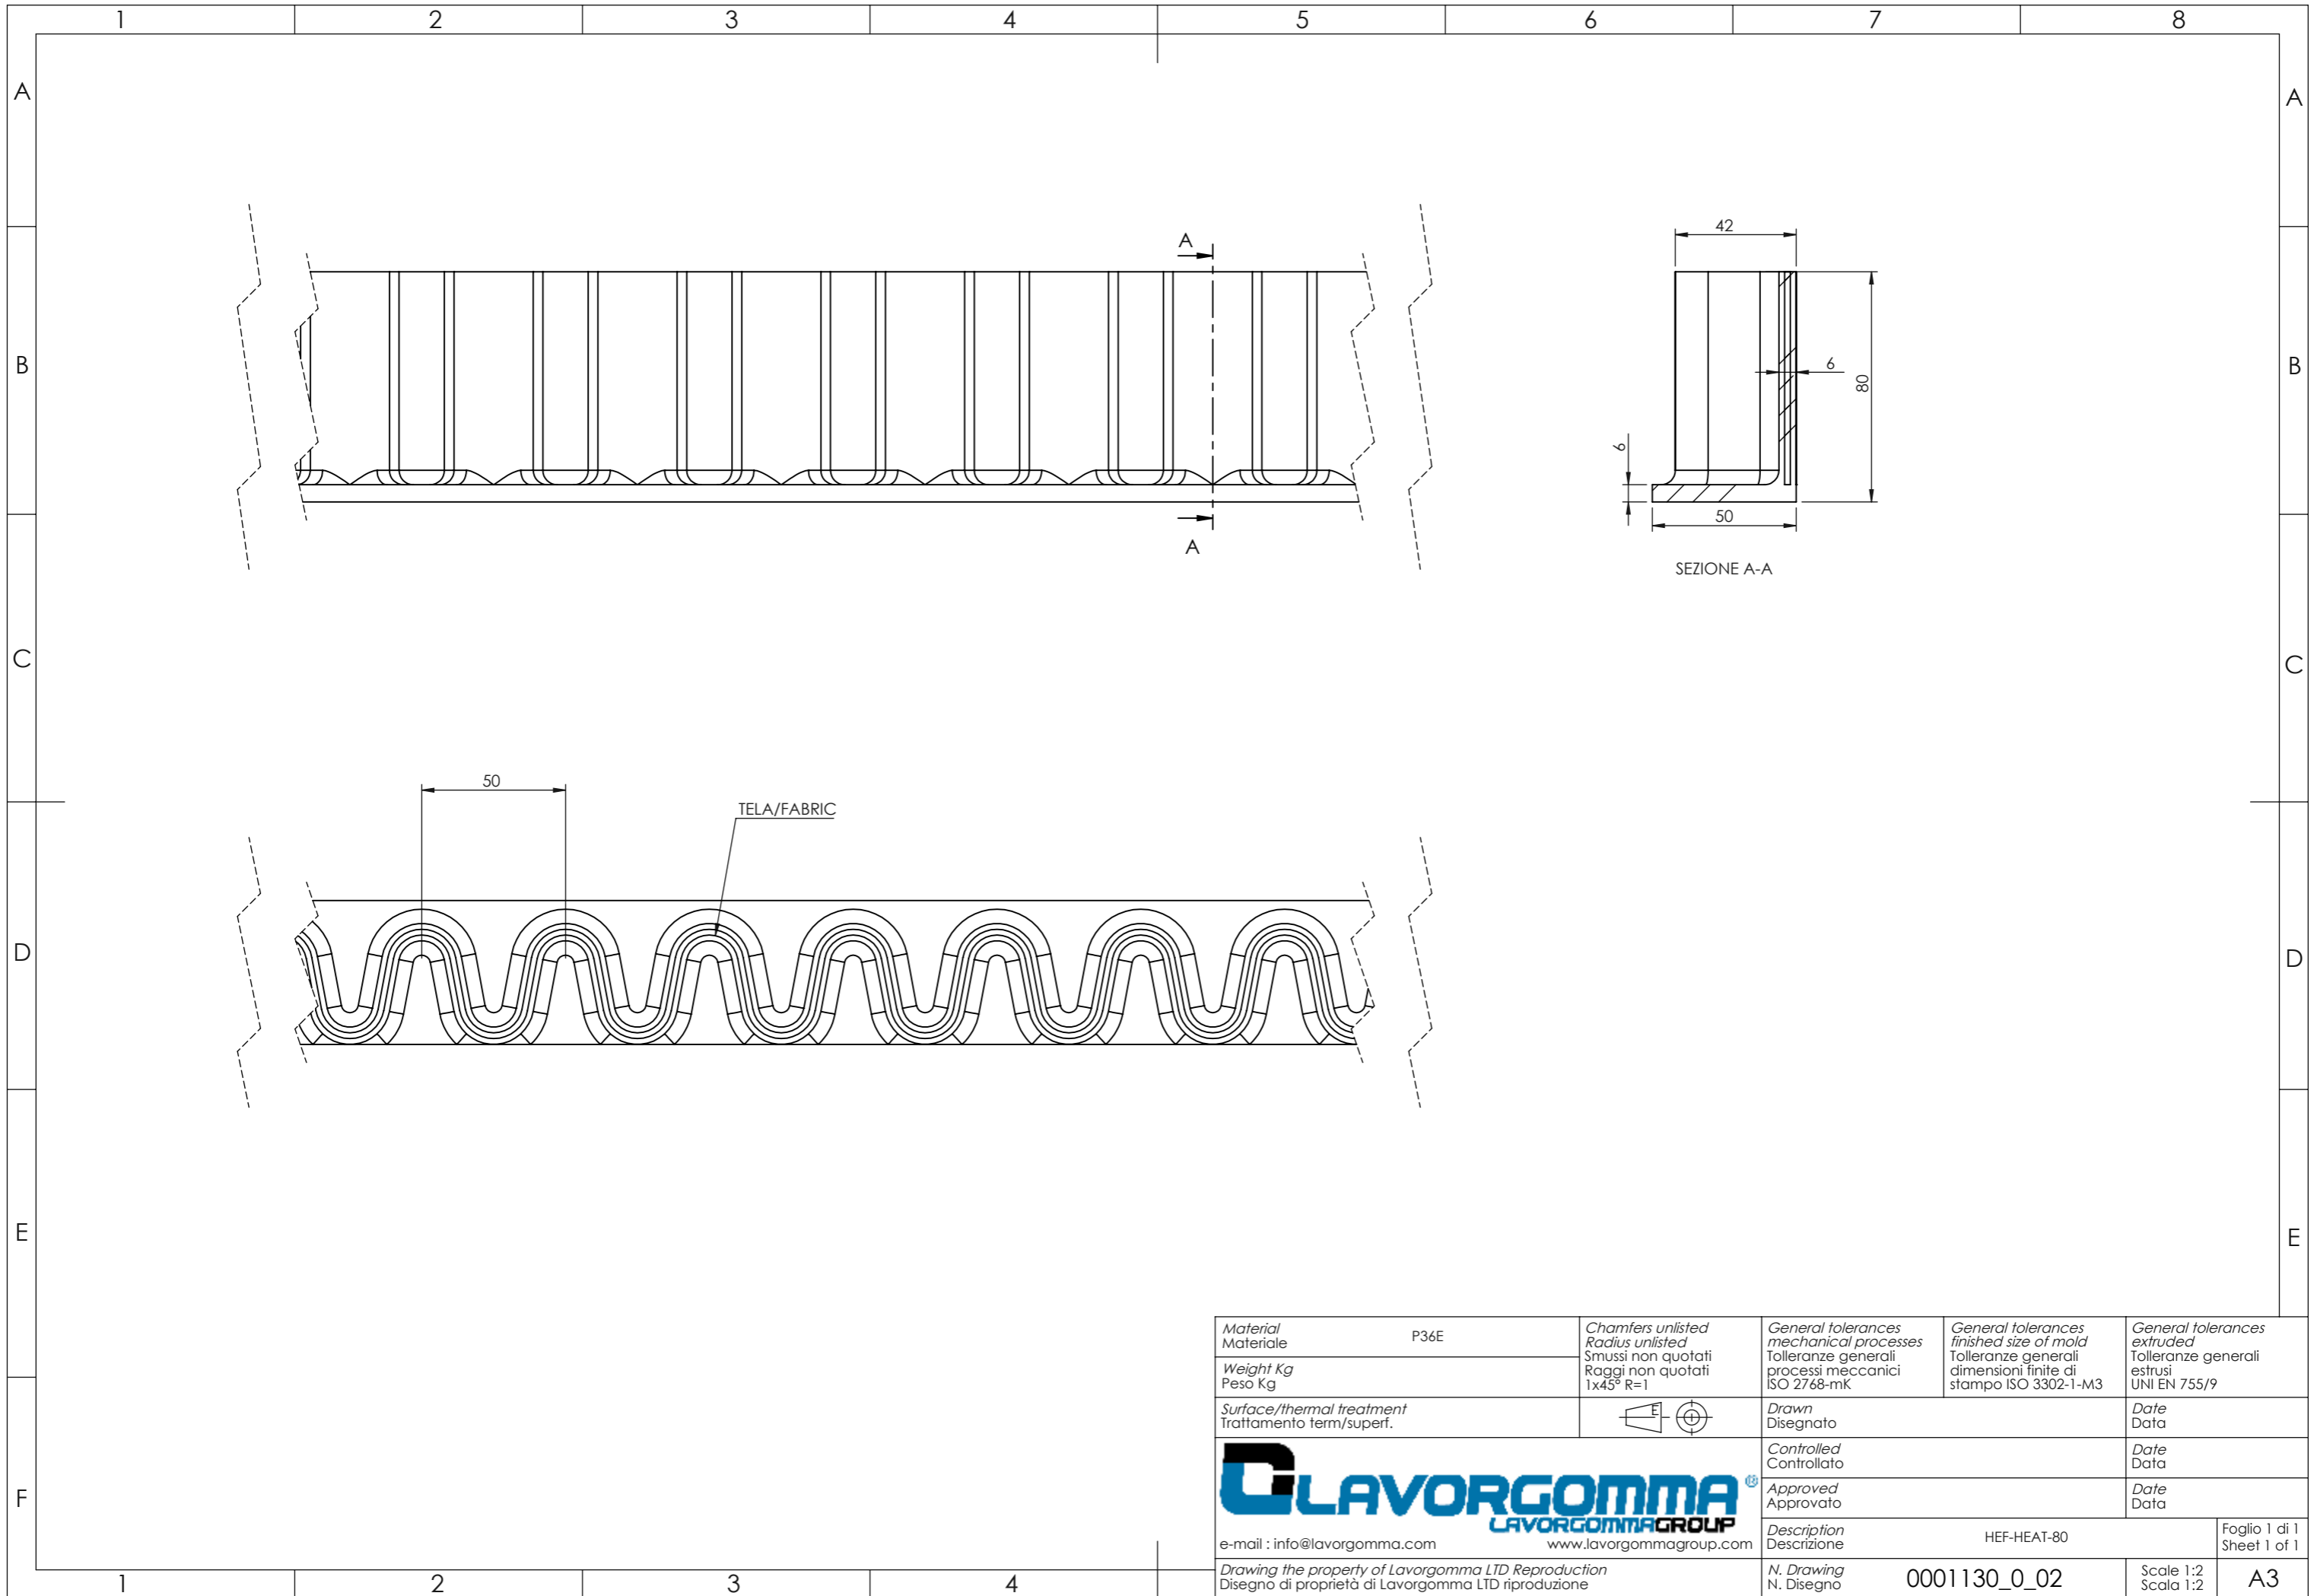 1 2 3 4 5 6 7 8
A A
B B
C C
D D
E E
F
1 2 3 4
A
A
42
6
80
6
50
SEZIONE A-A
50
TELA/FABRIC
Material
Materiale
P36E
Weight Kg
Peso Kg
Surface/thermal treatment
Trattamento term/superf.
Chamfers unlisted
Radius unlisted
Smussi non quotati
Raggi non quotati
1x45° R=1
E
General tolerances
mechanical processes
Tolleranze generali
processi meccanici
ISO 2768-mK
General tolerances
finished size of mold
Tolleranze generali
dimensioni finite di
stampo ISO 3302-1-M3
General tolerances
extruded
Tolleranze generali
estrusi
UNI EN 755/9
Drawn
Disegnato
Date
Data
Controlled
Controllato
Date
Data
Approved
Approvato
Date
Data
LAVORGOMMA®
LAVORGOMMAGROUP
e-mail : info@lavorgomma.com
www.lavorgommagroup.com
Description
Descrizione
HEF-HEAT-80
Foglio 1 di 1
Sheet 1 of 1
Drawing the property of Lavorgomma LTD Reproduction
Disegno di proprietà di Lavorgomma LTD riproduzione
N. Drawing
N. Disegno
0001130_0_02
Scale 1:2
Scala 1:2
A3